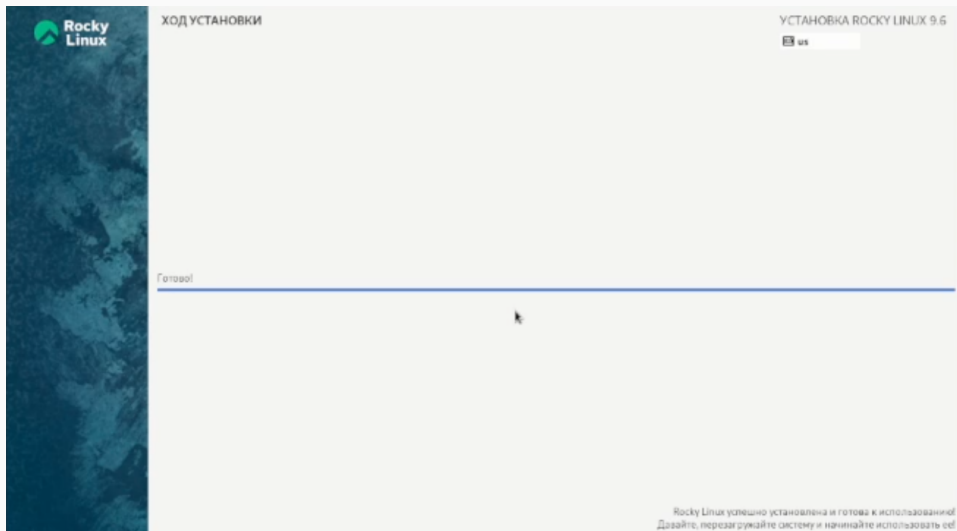 Rocky
Linux
ХОД УСТАНОВКИ
УСТАНОВКА ROCKY LINUX 9.6
us
Готово!
Rocky Linux успешно установлена и готова к использованию!
Давайте, перезагружайте систему и начинайте использовать её!